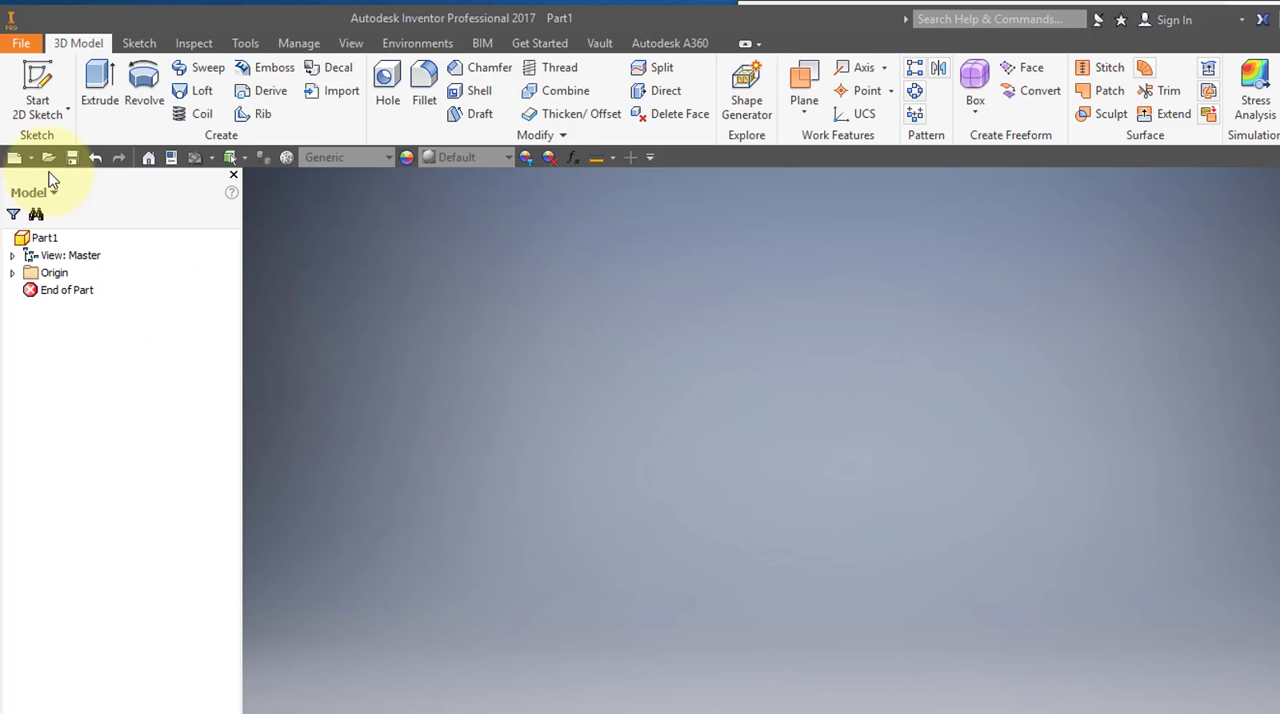 Autodesk Inventor Professional 2017 Part1
Search Help & Commands...
Sign In
PRO
File 3D Model Sketch Inspect Tools Manage View Environments BIM Get Started Vault Autodesk A360
Start
2D Sketch
Extrude
Revolve
Sweep
Loft
Coil
Emboss
Derive
Rib
Decal
Import
Hole
Fillet
Chamfer
Shell
Draft
Thread
Combine
Thicken/ Offset
Split
Direct
Delete Face
Shape
Generator
Plane
Axis
Point
UCS
Box
Face
Convert
Stitch
Patch
Sculpt
Trim
Extend
Stress
Analysis
Sketch Create Modify Explore Work Features Pattern Create Freeform Surface Simulation
Generic Default fx
Model
Part1
View: Master
Origin
End of Part